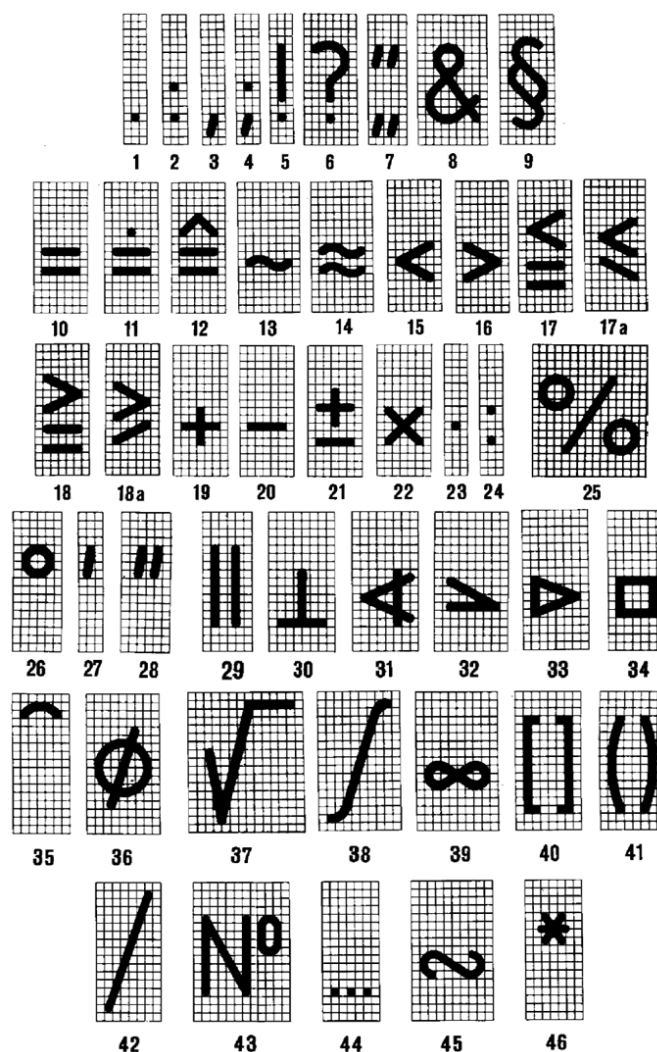 . : , ; ! ? " " & §
1 2 3 4 5 6 7 8 9
= ∸ ≙ ~ ≈ < > ≦ ⩽
10 11 12 13 14 15 16 17 17a
≧ ⩾ + − ± × · : %
18 18a 19 20 21 22 23 24 25
° ′ ″ ‖ ⊥ ∢ ▷ □
26 27 28 29 30 31 32 33 34
⌒ ∅ √ ∫ ∞ [ ] ( )
35 36 37 38 39 40 41
/ Nº ... ∾ *
42 43 44 45 46